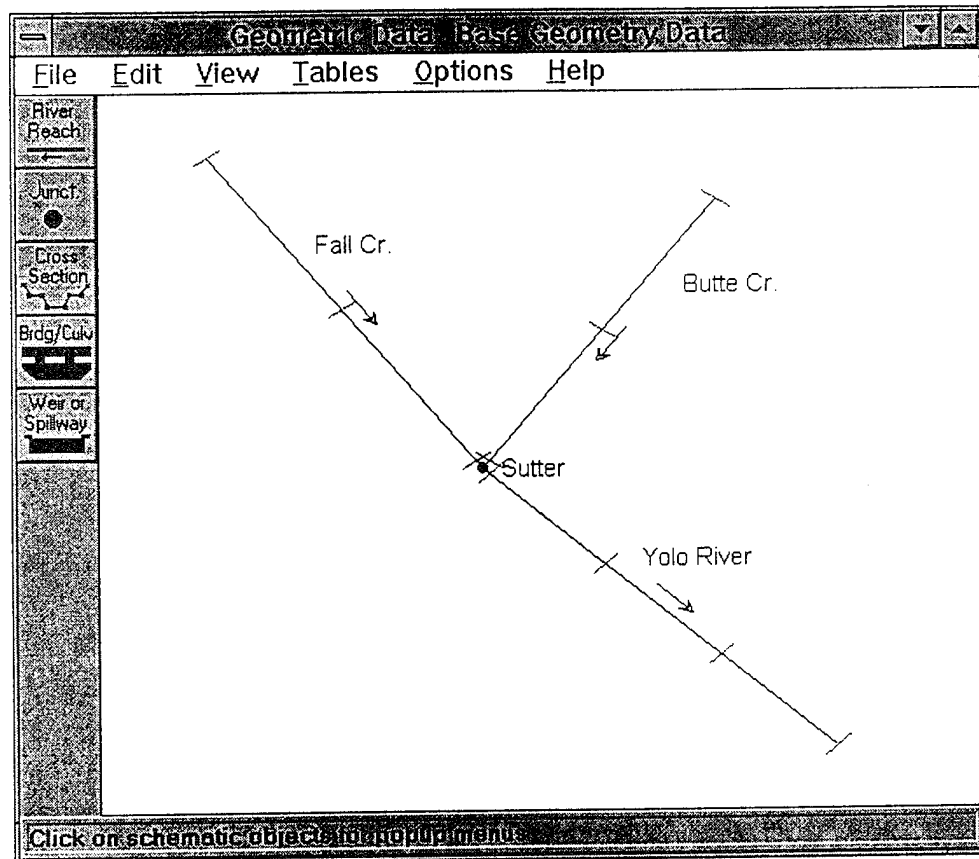 Geometric Data - Base Geometry Data
File Edit View Tables Options Help
River
Reach
Junct.
Cross
Section
Brdg/Culv
Weir or
Spillway
Fall Cr.
Butte Cr.
Sutter
Yolo River
Click on schematic objects for popup menus